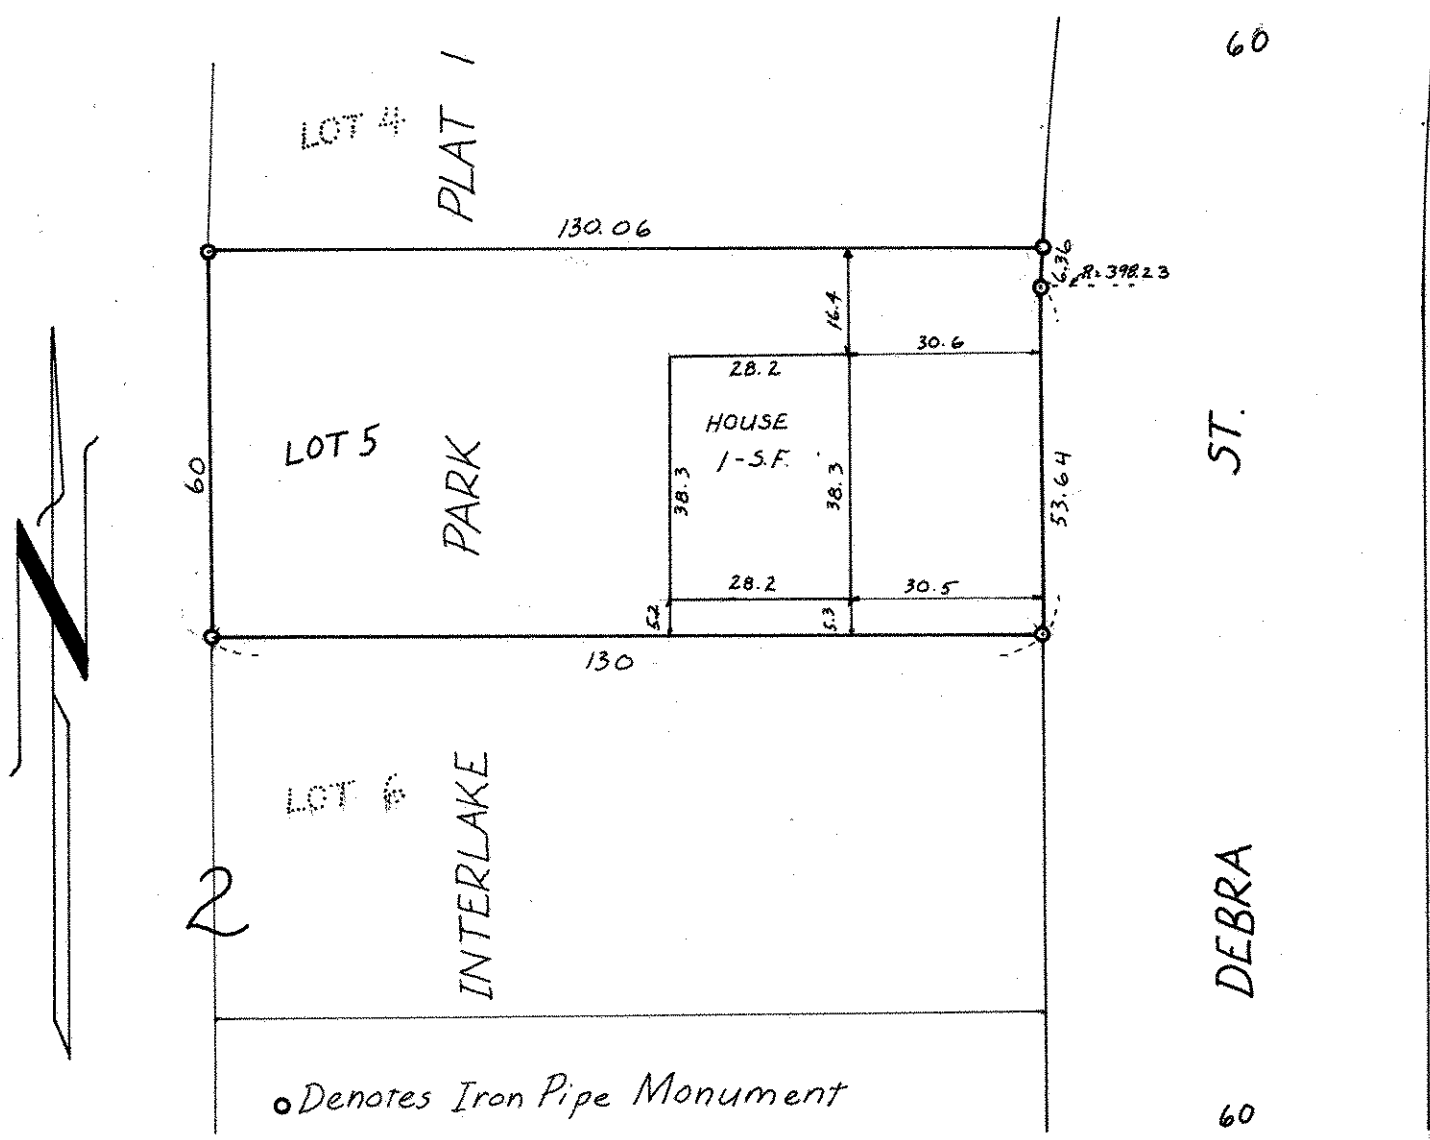 60
LOT 4
PLAT 1
130.06
6.36
R=398.23
16.4
30.6
28.2
HOUSE
1-S.F.
LOT 5
PARK
60
38.3
38.3
53.64
ST.
28.2
30.5
5.2
5.3
130
N
LOT 6
INTERLAKE
2
DEBRA
o Denotes Iron Pipe Monument
60